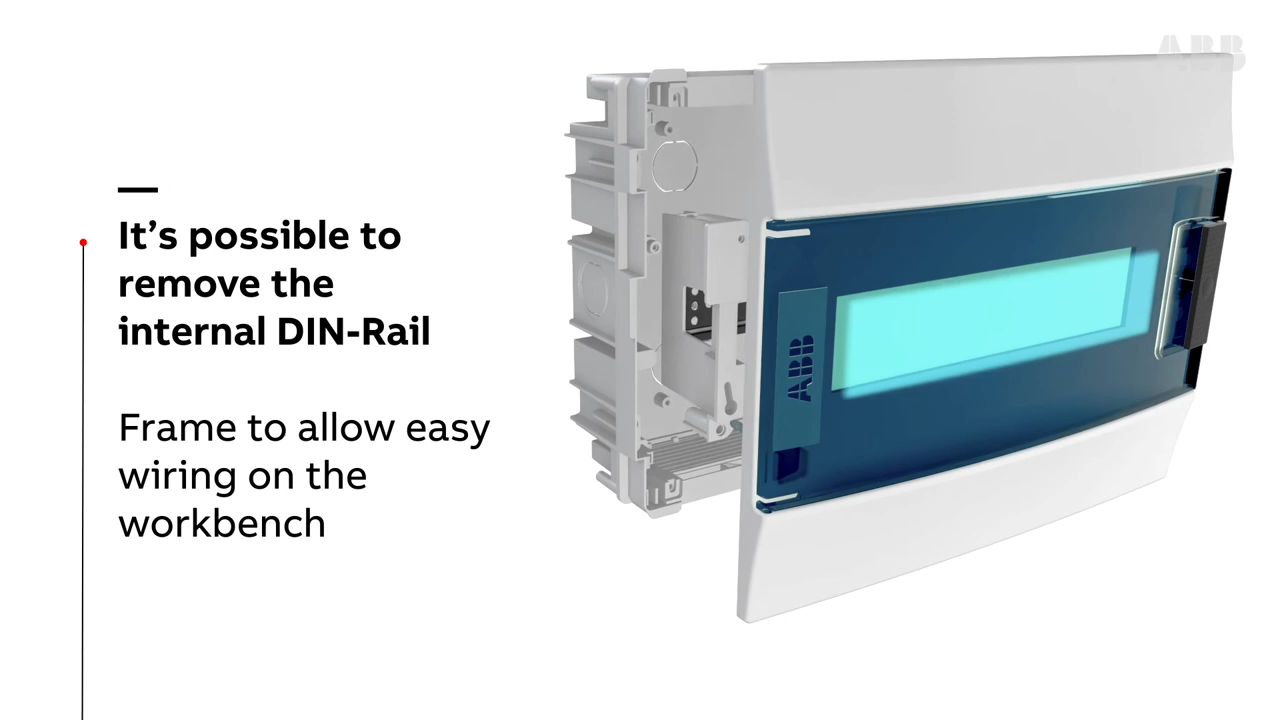 ABB
It’s possible to
remove the
internal DIN-Rail
Frame to allow easy
wiring on the
workbench
ABB